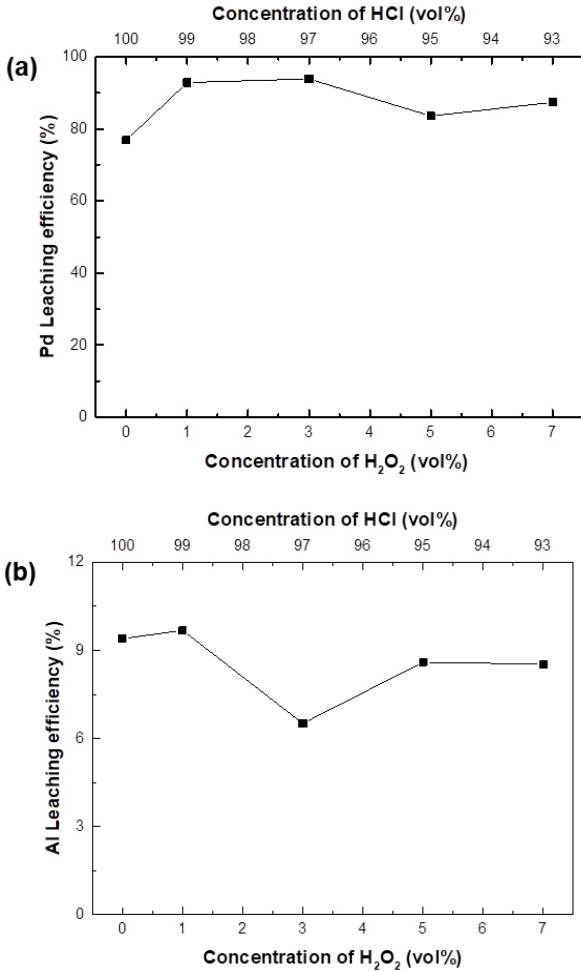 Concentration of HCl (vol%)
100 99 98 97 96 95 94 93
(a)
100
80
60
40
20
0
Pd Leaching efficiency (%)
0 1 2 3 4 5 6 7
Concentration of H₂O₂ (vol%)
Concentration of HCl (vol%)
100 99 98 97 96 95 94 93
(b)
12
9
6
3
0
Al Leaching efficiency (%)
0 1 2 3 4 5 6 7
Concentration of H₂O₂ (vol%)